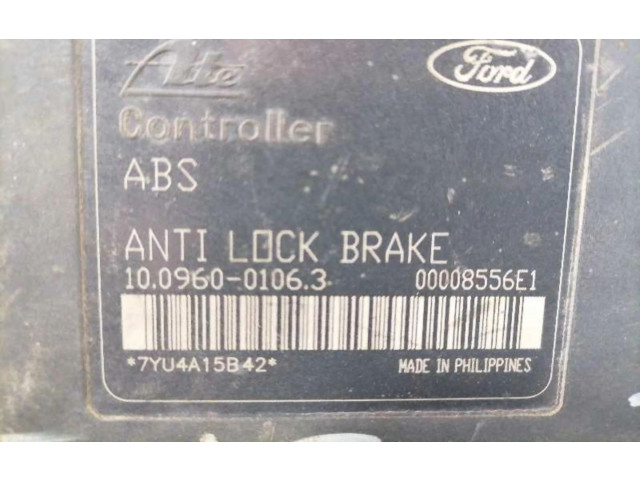 Ate
Ford
Controller
ABS
ANTI LOCK BRAKE
10.0960-0106.3 00008556E1
*7YU4A15B42* MADE IN PHILIPPINES